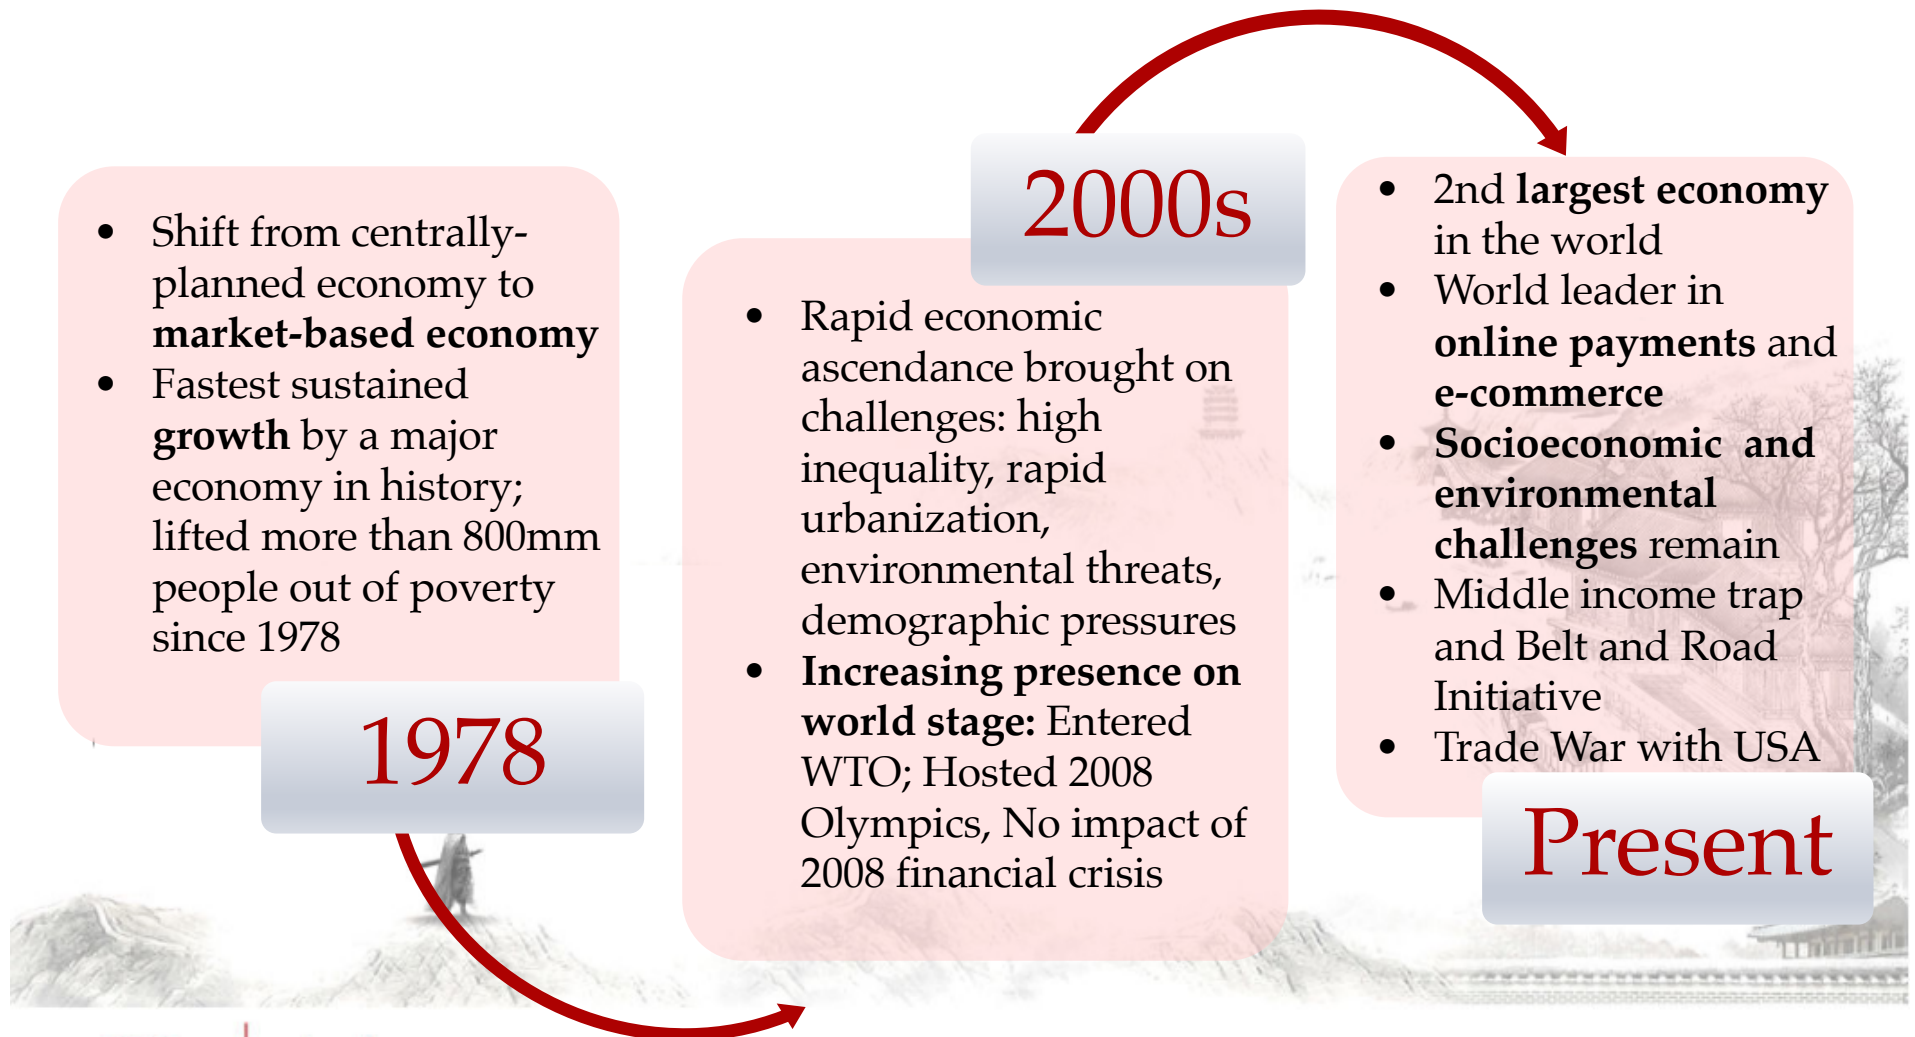 • Shift from centrally-
planned economy to
market-based economy
• Fastest sustained
growth by a major
economy in history;
lifted more than 800mm
people out of poverty
since 1978
1978
2000s
• Rapid economic
ascendance brought on
challenges: high
inequality, rapid
urbanization,
environmental threats,
demographic pressures
• Increasing presence on
world stage: Entered
WTO; Hosted 2008
Olympics, No impact of
2008 financial crisis
• 2nd largest economy
in the world
• World leader in
online payments and
e-commerce
• Socioeconomic and
environmental
challenges remain
• Middle income trap
and Belt and Road
Initiative
• Trade War with USA
Present